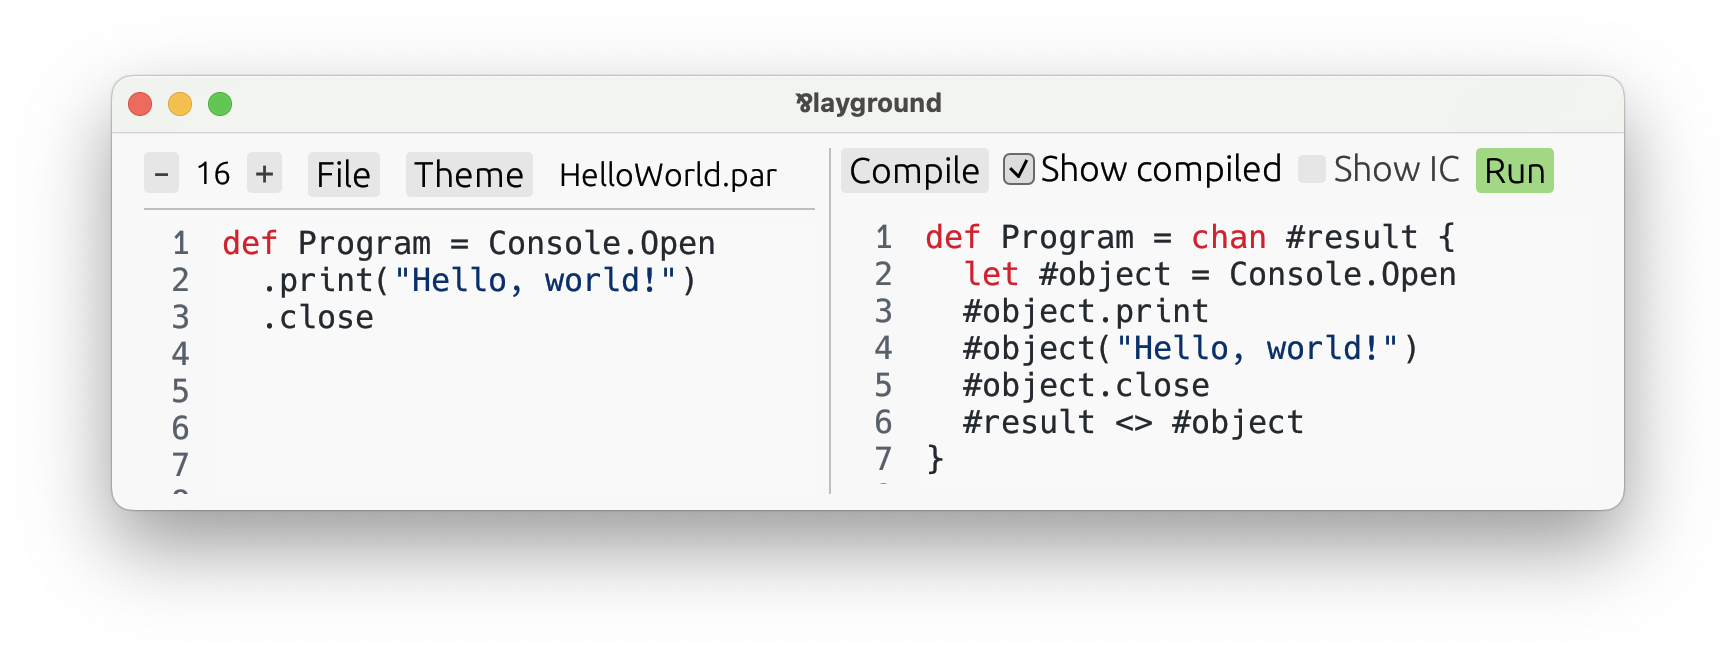 ⅋layground
- 16 + File Theme HelloWorld.par
1 def Program = Console.Open
2   .print("Hello, world!")
3   .close
4
5
6
7
Compile Show compiled Show IC Run
1 def Program = chan #result {
2   let #object = Console.Open
3   #object.print
4   #object("Hello, world!")
5   #object.close
6   #result <> #object
7 }